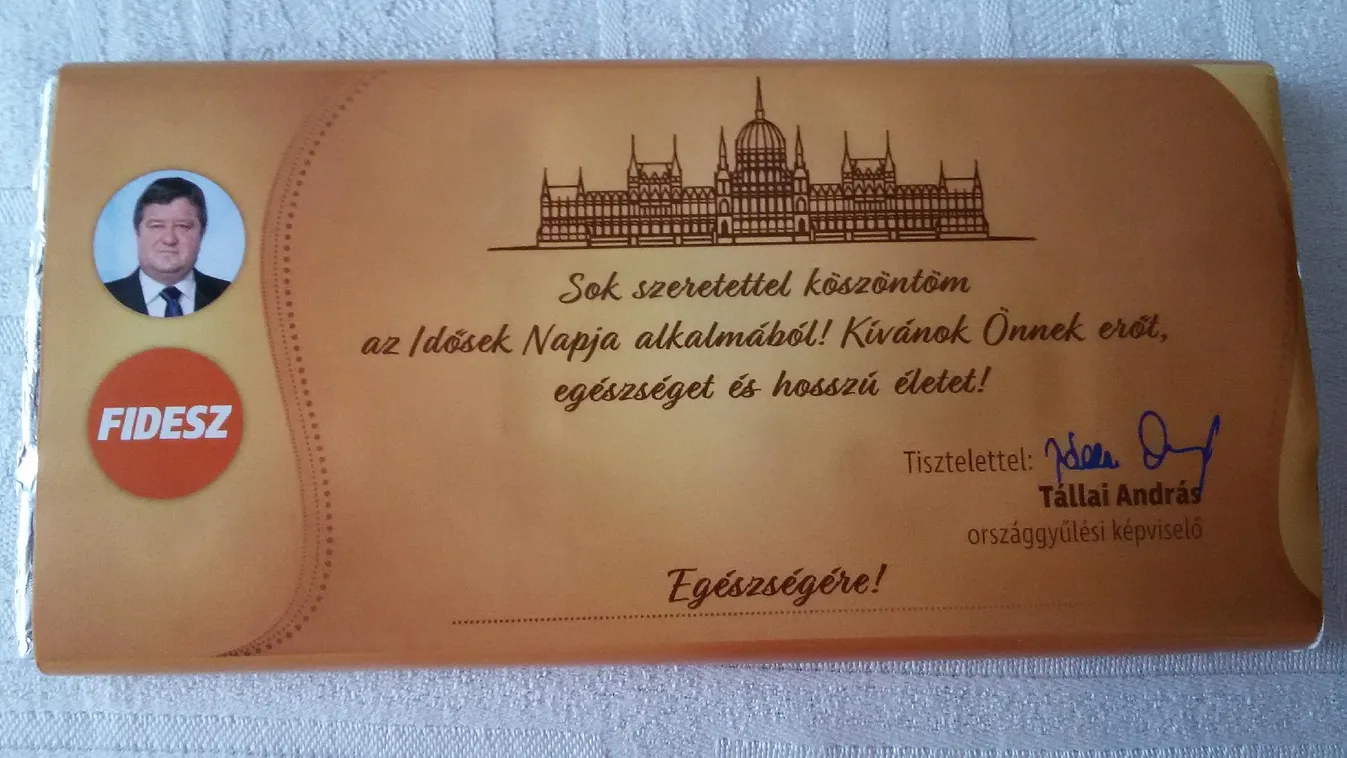 FIDESZ
Sok szeretettel köszöntöm
az Idősek Napja alkalmából! Kívánok Önnek erőt,
egészséget és hosszú életet!
Tisztelettel:
Tállai András
országgyűlési képviselő
Egészségére!